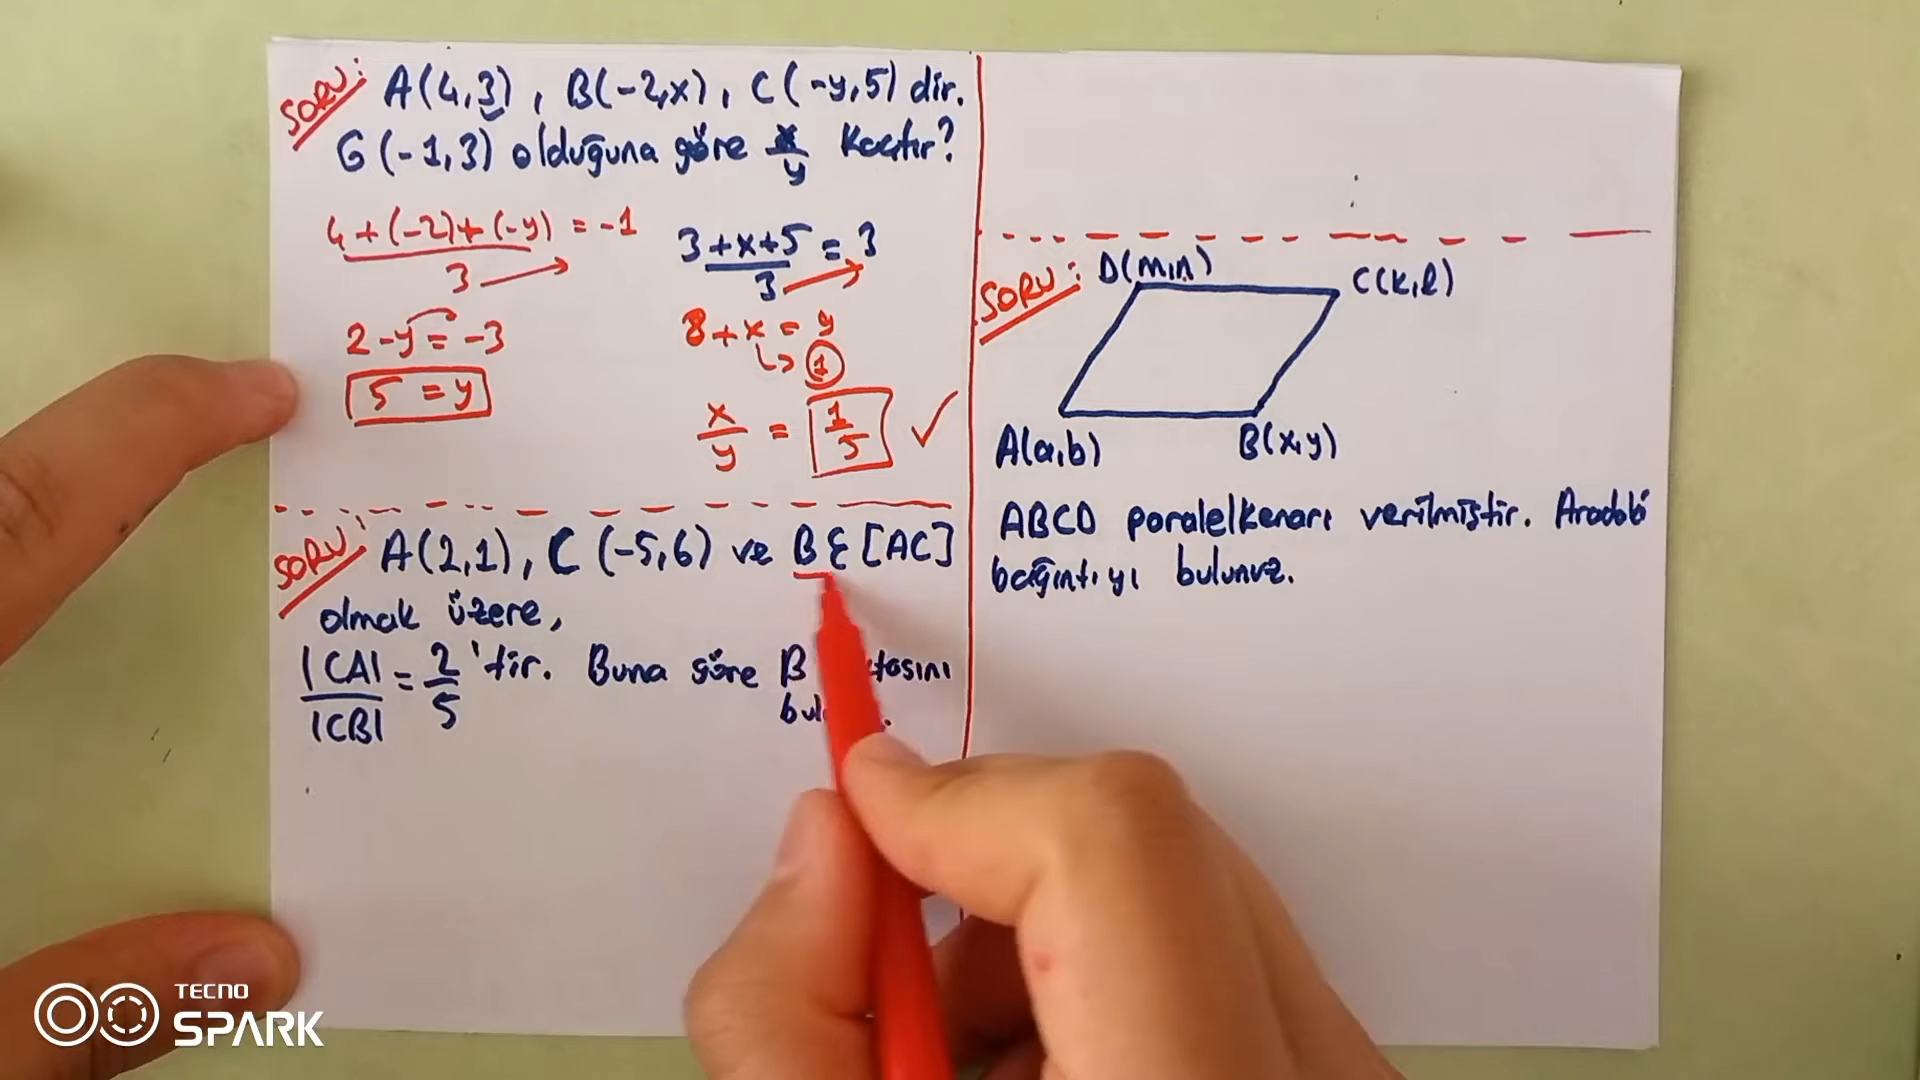 SORU: A(4,3), B(-2,x), C(-y,5) dir.
G(-1,3) olduğuna göre x/y kaçtır?
4+(-2)+(-y)/3 = -1
2-y = -3
5 = y
3+x+5/3 = 3
8+x = 9
↳ 1
x/y = 1/5 ✓
SORU: A(2,1), C(-5,6) ve B ∈ [AC]
olmak üzere,
|CA|/|CB| = 2/5 'tir. Buna göre B
SORU: D(m,n) C(k,l)
A(a,b) B(x,y)
ABCD paralelkenarı verilmiştir. Aradaki
bağıntıyı bulunuz.
TECNO
SPARK